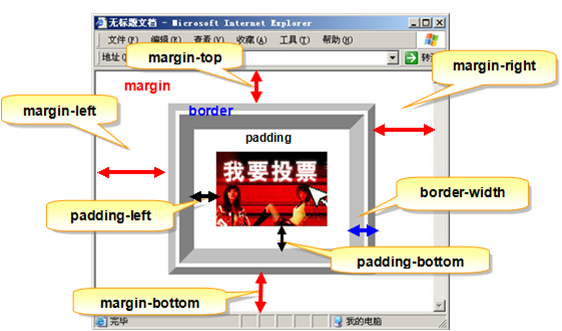 无标题文档 - Microsoft Internet Explorer
文件(F) 编辑(E) 查看(V) 收藏(A) 工具(T) 帮助(H)
地址(
转到
margin-top
margin-right
margin
margin-left
border
padding
我要投票
padding-left
border-width
padding-bottom
margin-bottom
完毕
我的电脑